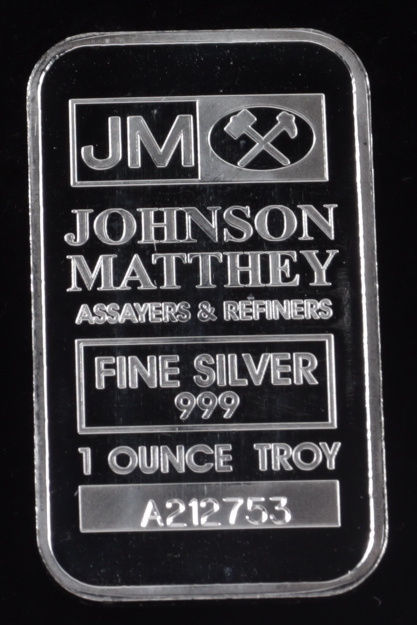 JM
JOHNSON
MATTHEY
ASSAYERS & REFINERS
FINE SILVER
999
1 OUNCE TROY
A212753